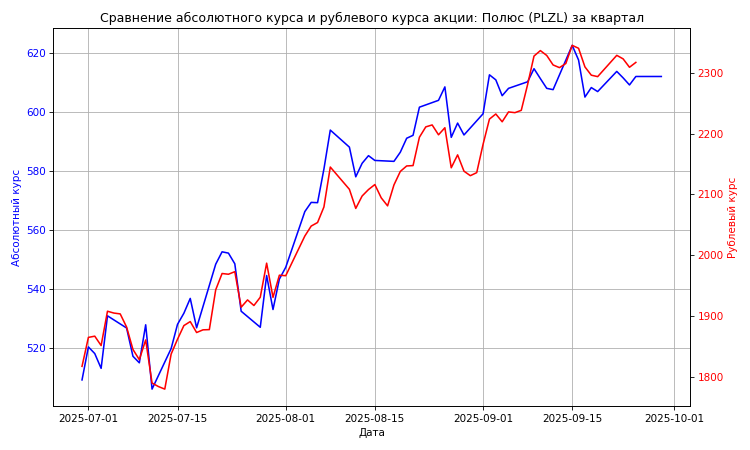 Сравнение абсолютного курса и рублевого курса акции: Полюс (PLZL) за квартал
Абсолютный курс
620
600
580
560
540
520
2300
2200
2100
2000
1900
1800
Рублевый курс
2025-07-01 2025-07-15 2025-08-01 2025-08-15 2025-09-01 2025-09-15 2025-10-01
Дата